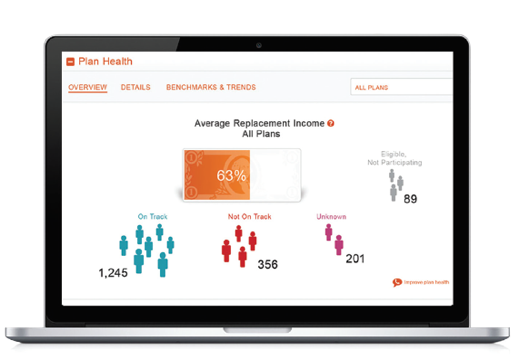 Plan Health
OVERVIEW DETAILS BENCHMARKS & TRENDS
ALL PLANS
Average Replacement Income ?
All Plans
63%
Eligible,
Not Participating
89
On Track
1,245
Not On Track
356
Unknown
201
Improve plan health